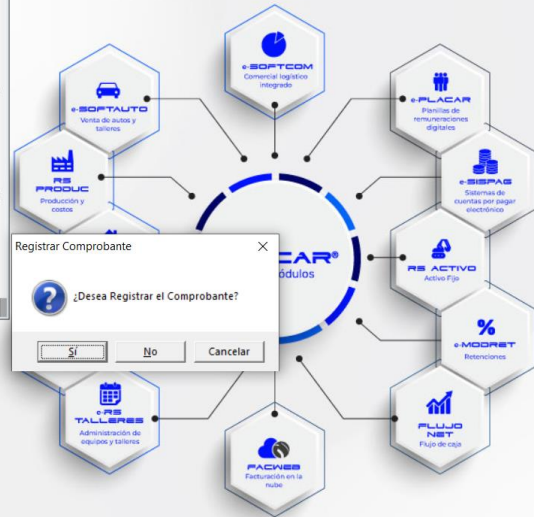 e-SOFTCOM
Comercial logístico
integrado
e-SOFTAUTO
Venta de autos y
talleres
e-PLACAR
Planillas de
remuneraciones
digitales
RS
PRODUC
Producción y
costos
e-SISPAG
Sistemas de
cuentas por pagar
electrónico
Registrar Comprobante
¿Desea Registrar el Comprobante?
Sí
No
Cancelar
CAR®
ódulos
RS ACTIVO
Activo Fijo
e-MODRET
Retenciones
e-RS
TALLERES
Administración de
equipos y talleres
FLUJO
NET
Flujo de caja
FACWEB
Facturación en la
nube